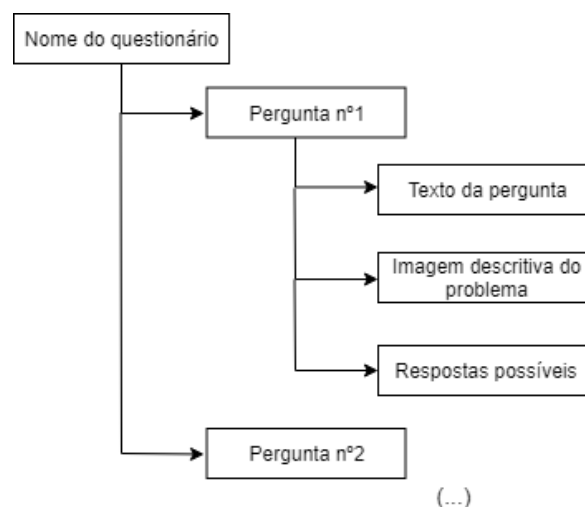 Nome do questionário
Pergunta nº1
Texto da pergunta
Imagem descritiva do
problema
Respostas possíveis
Pergunta nº2
(...)